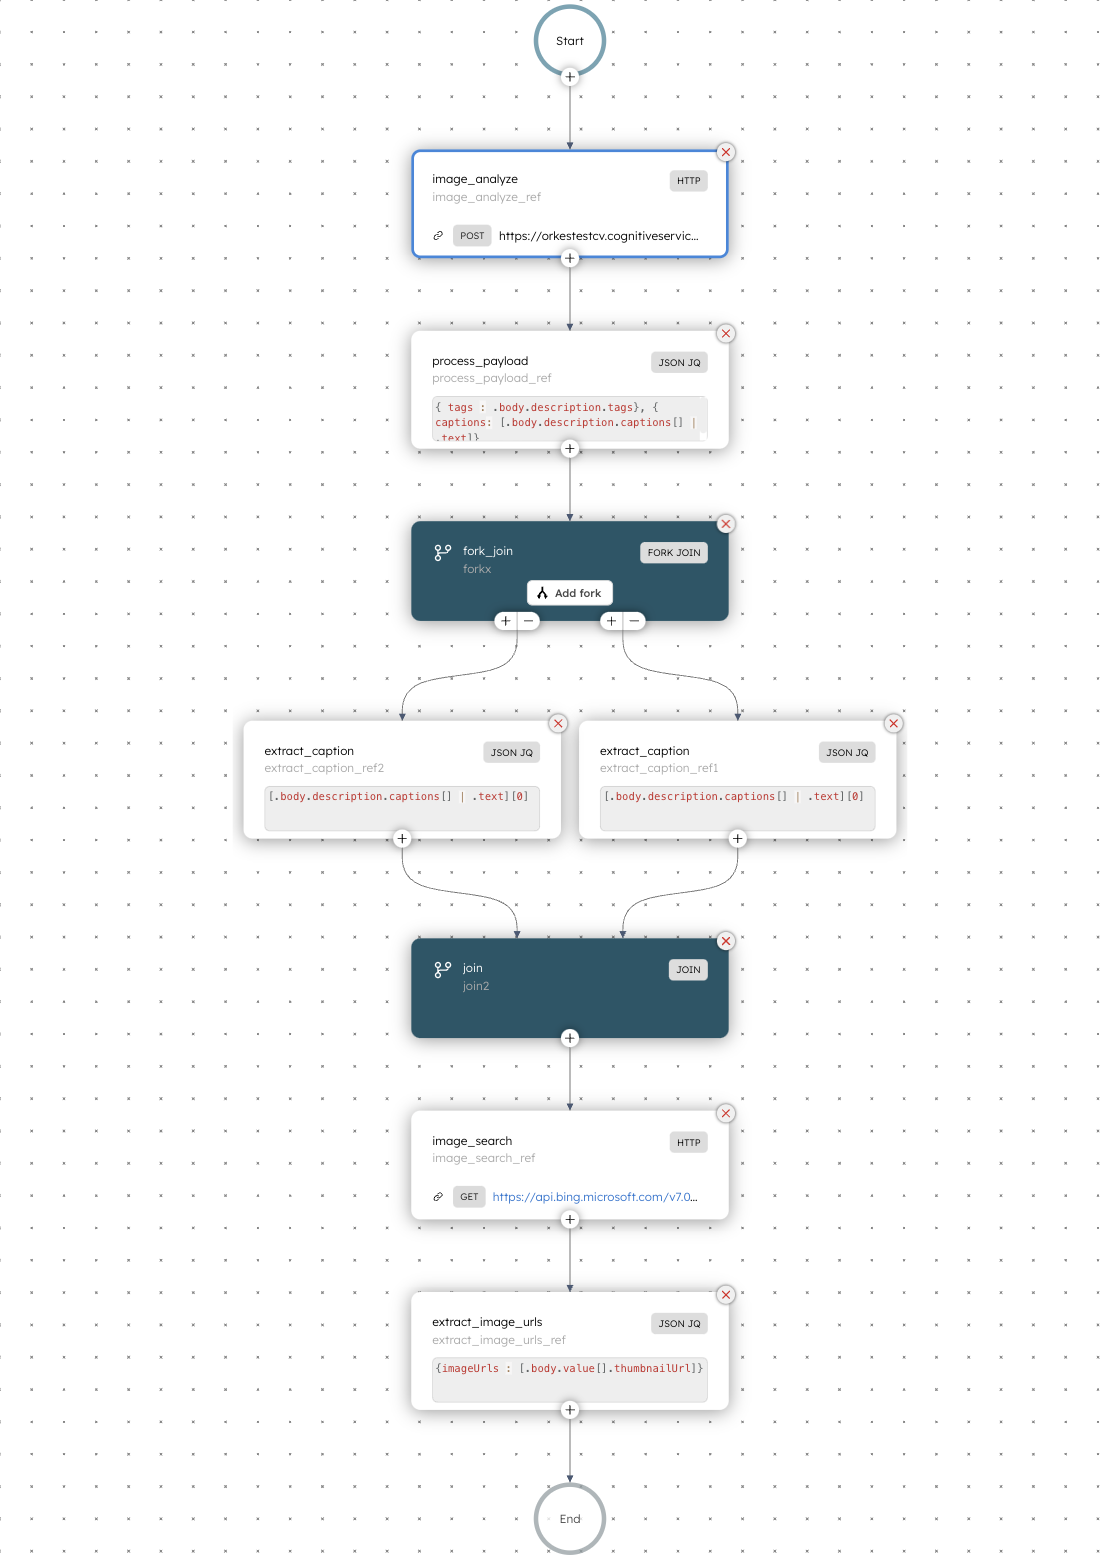 Start
image_analyze
HTTP
image_analyze_ref
POST https://orkestestcv.cognitiveservic...
process_payload
JSON JQ
process_payload_ref
{ tags : .body.description.tags}, {
captions: [.body.description.captions[] |
.text]}
fork_join
FORK JOIN
forkx
Add fork
extract_caption
JSON JQ
extract_caption_ref2
[.body.description.captions[] | .text][0]
extract_caption
JSON JQ
extract_caption_ref1
[.body.description.captions[] | .text][0]
join
JOIN
join2
image_search
HTTP
image_search_ref
GET https://api.bing.microsoft.com/v7.0...
extract_image_urls
JSON JQ
extract_image_urls_ref
{imageUrls : [.body.value[].thumbnailUrl]}
End